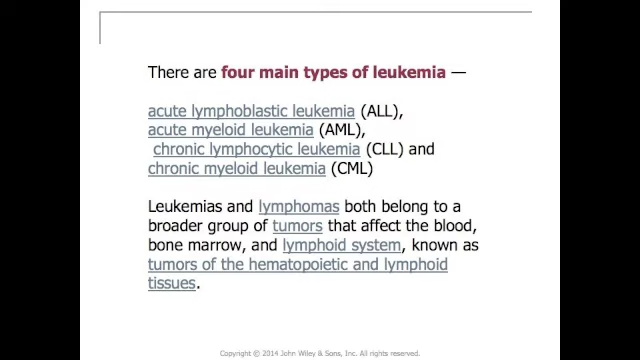 There are four main types of leukemia —
acute lymphoblastic leukemia (ALL),
acute myeloid leukemia (AML),
chronic lymphocytic leukemia (CLL) and
chronic myeloid leukemia (CML)
Leukemias and lymphomas both belong to a
broader group of tumors that affect the blood,
bone marrow, and lymphoid system, known as
tumors of the hematopoietic and lymphoid
tissues.
Copyright © 2014 John Wiley & Sons, Inc. All rights reserved.